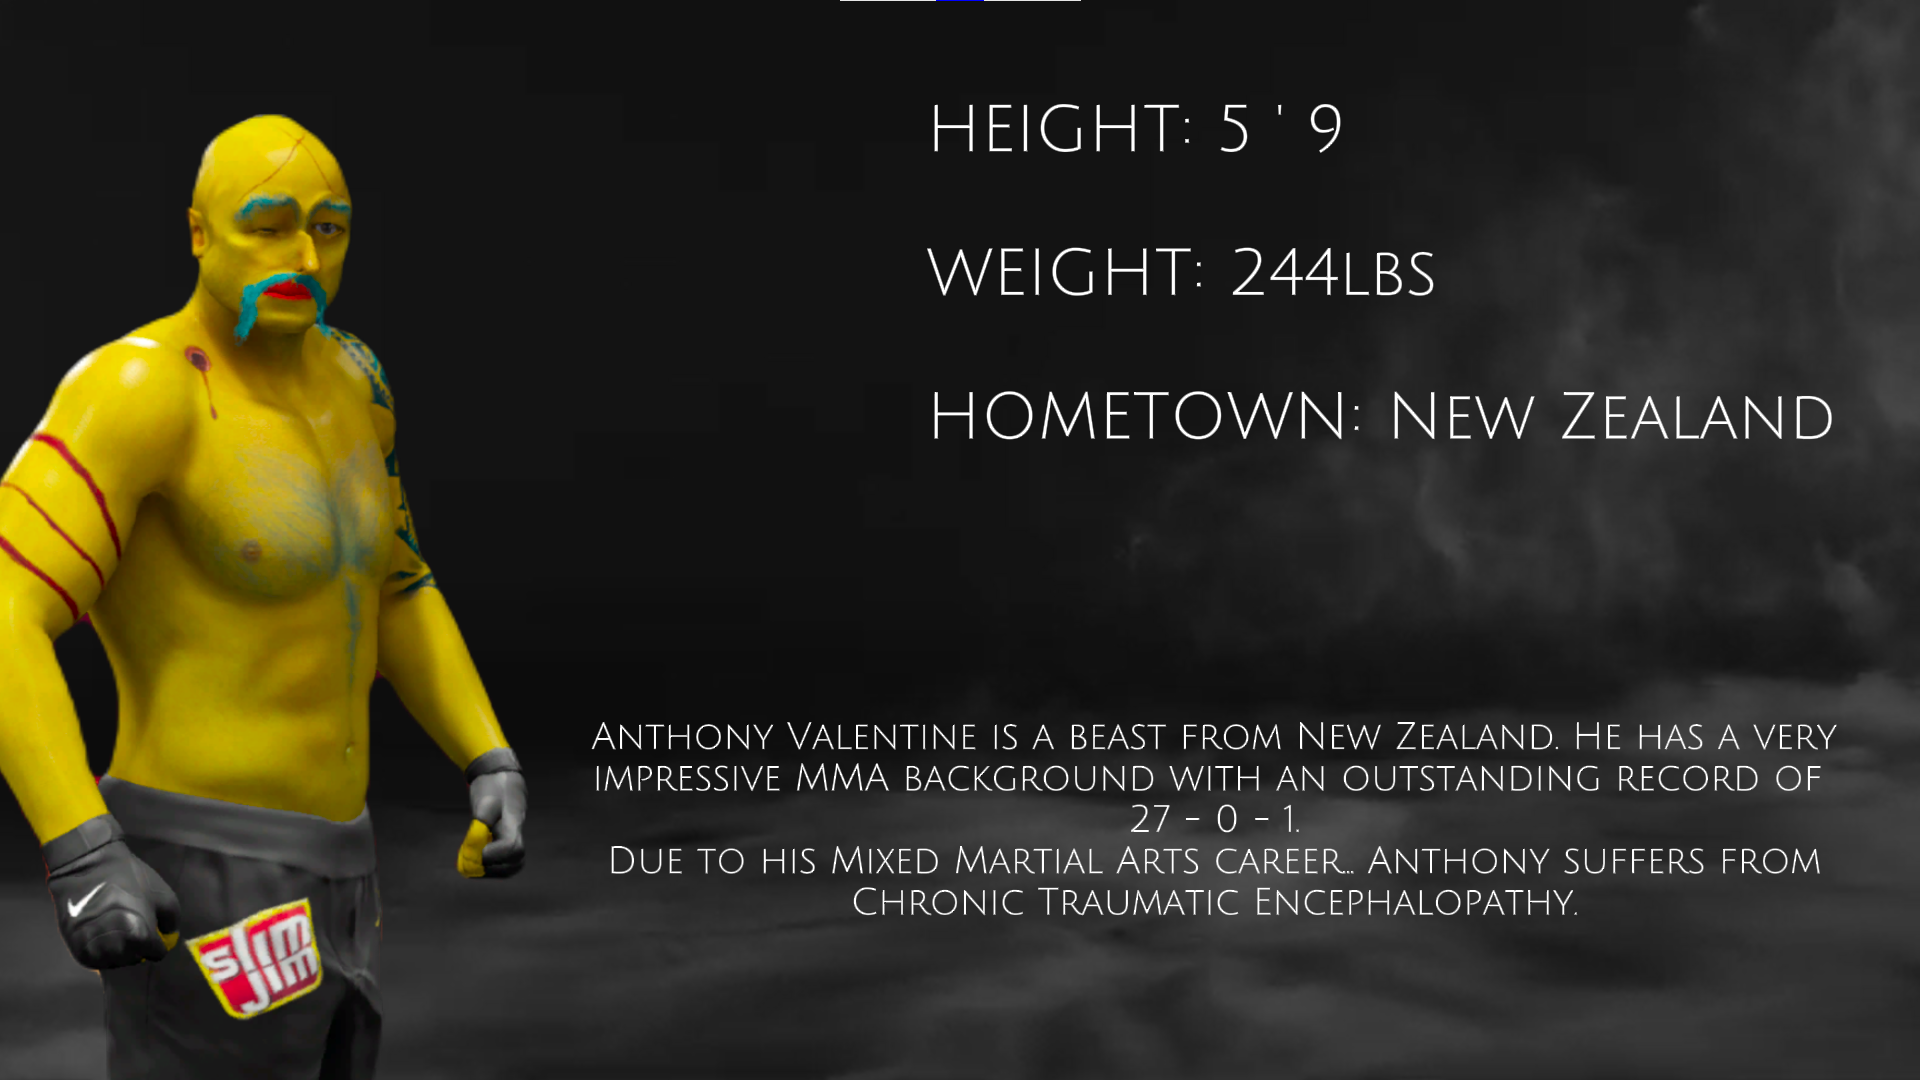 HEIGHT: 5 ' 9
WEIGHT: 244LBS
HOMETOWN: NEW ZEALAND
ANTHONY VALENTINE IS A BEAST FROM NEW ZEALAND. HE HAS A VERY
IMPRESSIVE MMA BACKGROUND WITH AN OUTSTANDING RECORD OF
27 - 0 - 1.
DUE TO HIS MIXED MARTIAL ARTS CAREER... ANTHONY SUFFERS FROM
CHRONIC TRAUMATIC ENCEPHALOPATHY.
SLIM
JIM